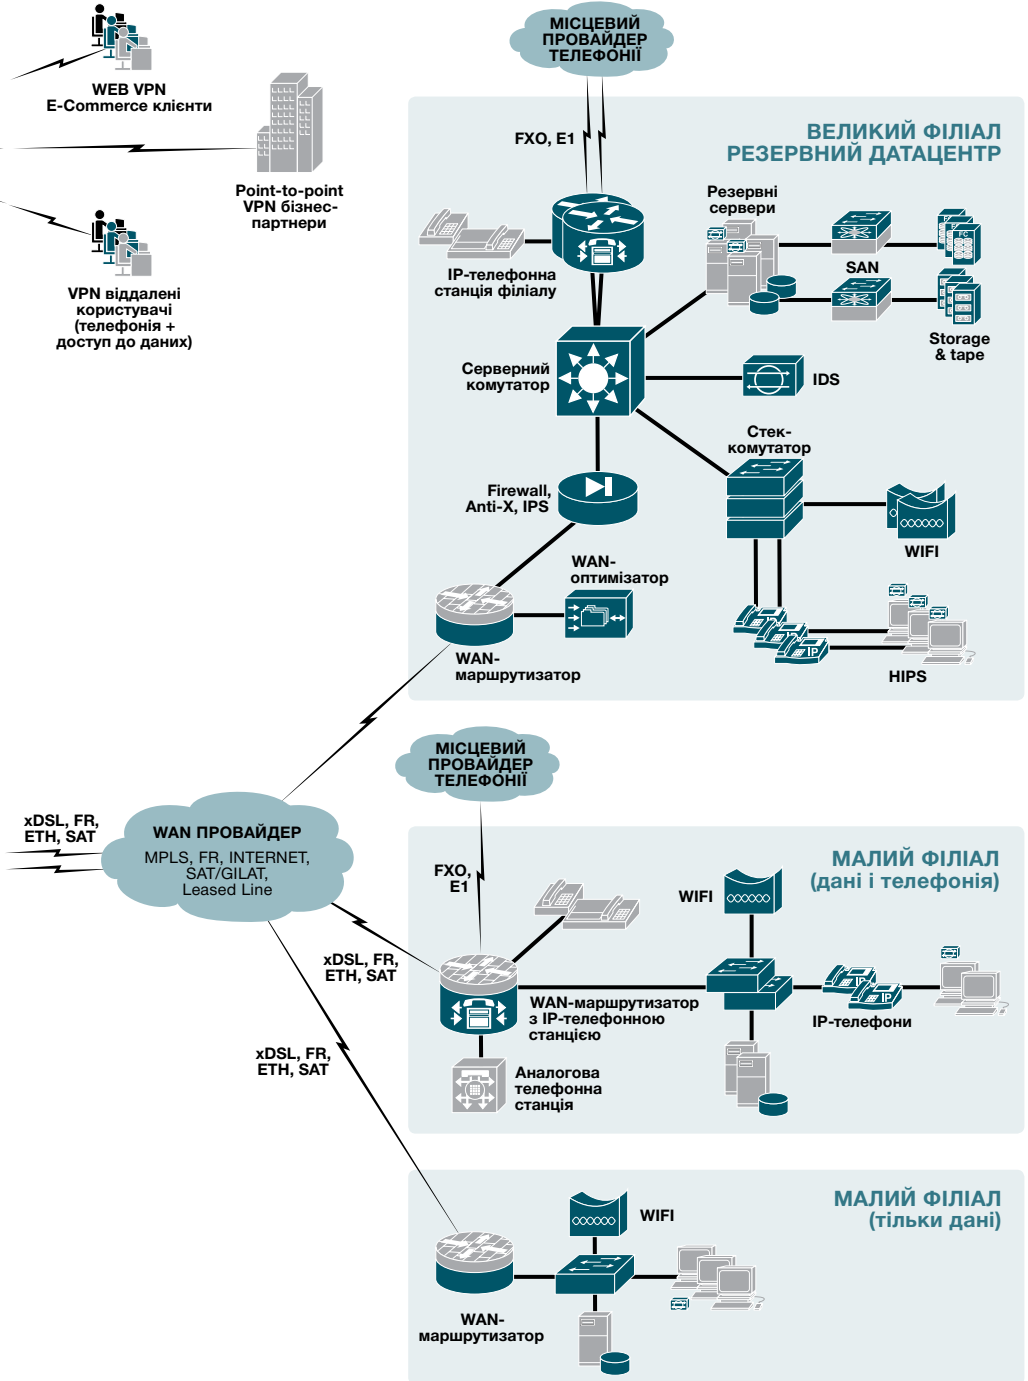 WEB VPN
E-Commerce клієнти
Point-to-point
VPN бізнес-
партнери
VPN віддалені
користувачі
(телефонія +
доступ до даних)
МІСЦЕВИЙ
ПРОВАЙДЕР
ТЕЛЕФОНІЇ
FXO, E1
ВЕЛИКИЙ ФІЛІАЛ
РЕЗЕРВНИЙ ДАТАЦЕНТР
IP-телефонна
станція філіалу
Резервні
сервери
SAN
FC
Storage
& tape
Серверний
комутатор
IDS
Стек-
комутатор
Firewall,
Anti-X, IPS
WIFI
WAN-
оптимізатор
WAN-
маршрутизатор
IP
HIPS
МІСЦЕВИЙ
ПРОВАЙДЕР
ТЕЛЕФОНІЇ
xDSL, FR,
ETH, SAT
WAN ПРОВАЙДЕР
MPLS, FR, INTERNET,
SAT/GILAT,
Leased Line
FXO,
E1
МАЛИЙ ФІЛІАЛ
(дані і телефонія)
WIFI
xDSL, FR,
ETH, SAT
WAN-маршрутизатор
з IP-телефонною
станцією
IP
IP
IP-телефони
Аналогова
телефонна
станція
xDSL, FR,
ETH, SAT
МАЛИЙ ФІЛІАЛ
(тільки дані)
WIFI
WAN-
маршрутизатор